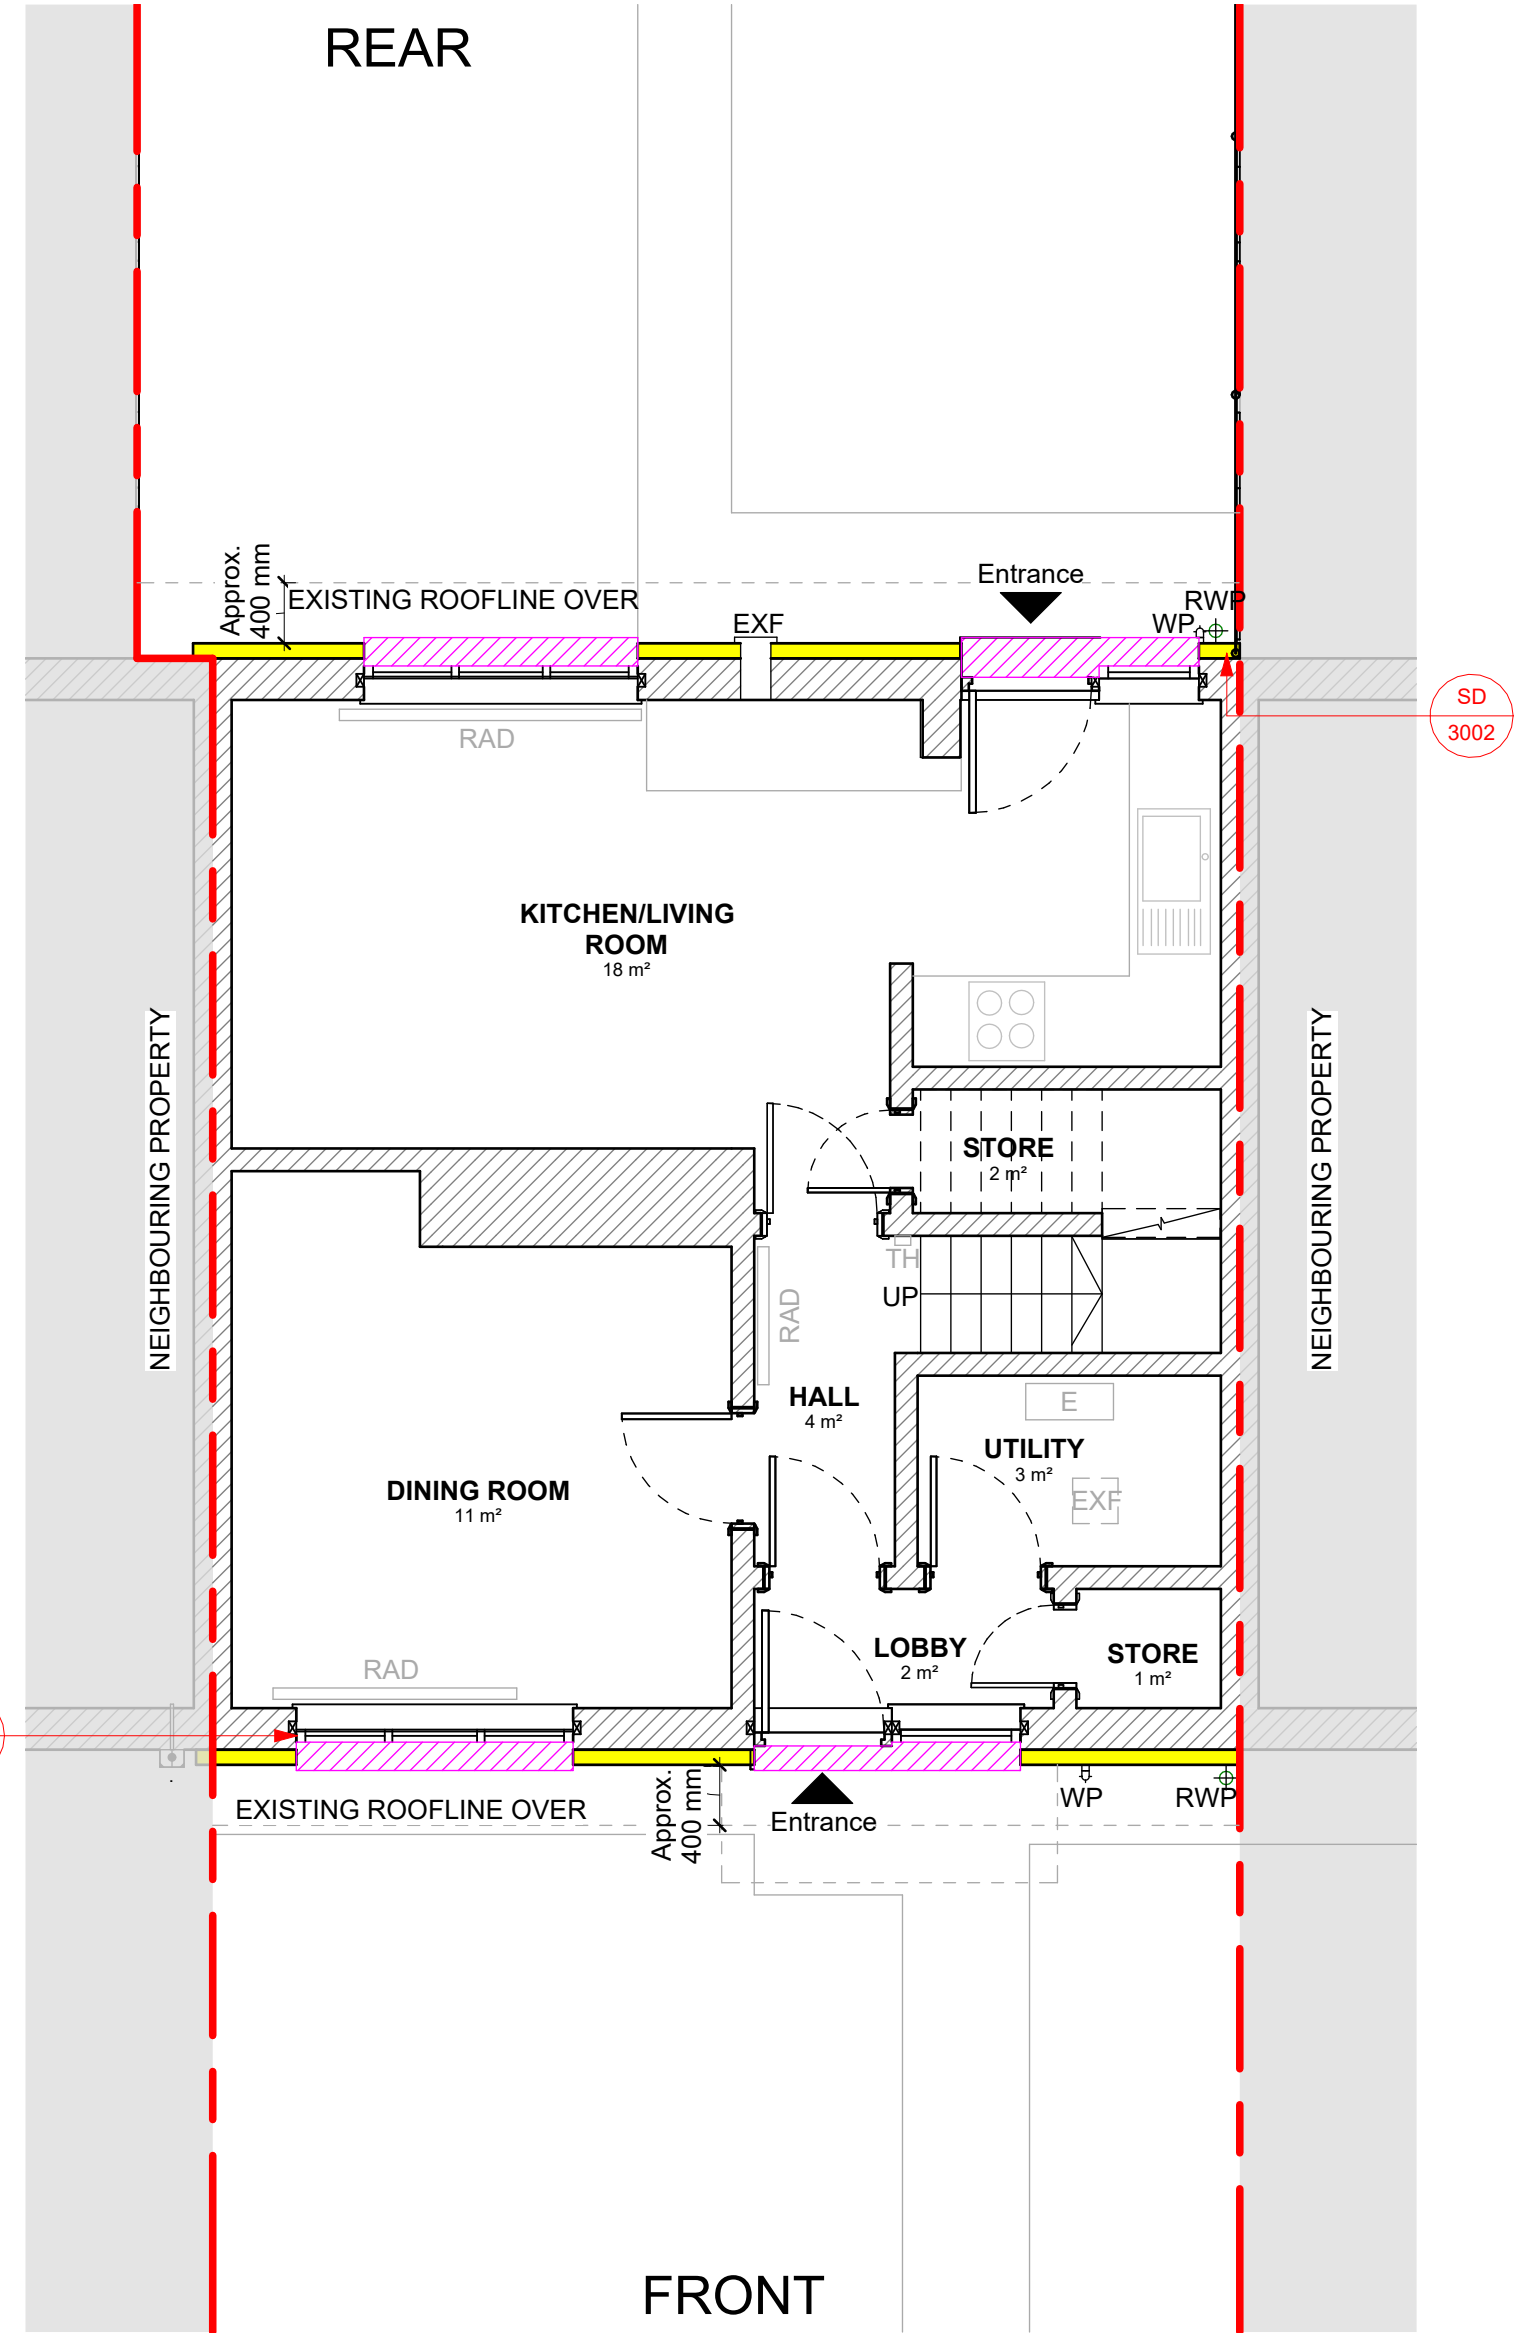 REAR
Approx.
400 mm
EXISTING ROOFLINE OVER
EXF
Entrance
RWP
WP
SD
3002
RAD
KITCHEN/LIVING
ROOM
18 m²
NEIGHBOURING PROPERTY
NEIGHBOURING PROPERTY
STORE
2 m²
TH
UP
RAD
HALL
4 m²
E
UTILITY
3 m²
EXF
DINING ROOM
11 m²
LOBBY
2 m²
STORE
1 m²
RAD
EXISTING ROOFLINE OVER
Approx.
400 mm
Entrance
WP
RWP
FRONT